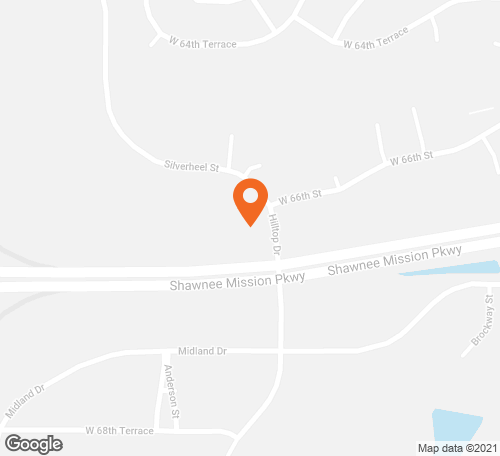 W 64th Terrace
W 64th Terrace
Silverheel St
W 66th St
W 66th St
Hilltop Dr
Shawnee Mission Pkwy
Shawnee Mission Pkwy
Brockway St
Midland Dr
Midland Dr
Anderson St
W 68th Terrace
Google
Map data ©2021